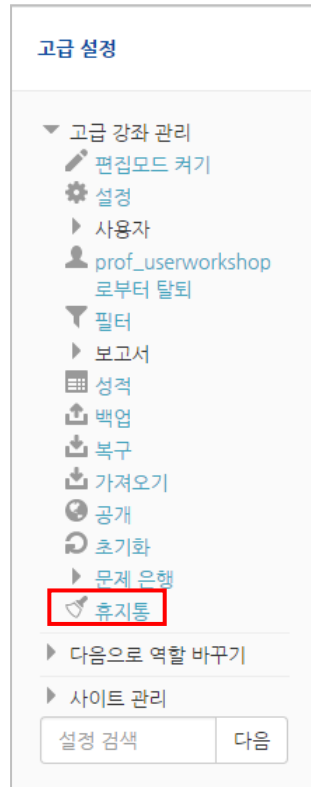 고급 설정
고급 강좌 관리
편집모드 켜기
설정
사용자
prof_userworkshop
로부터 탈퇴
필터
보고서
성적
백업
복구
가져오기
공개
초기화
문제 은행
휴지통
다음으로 역할 바꾸기
사이트 관리
설정 검색 다음